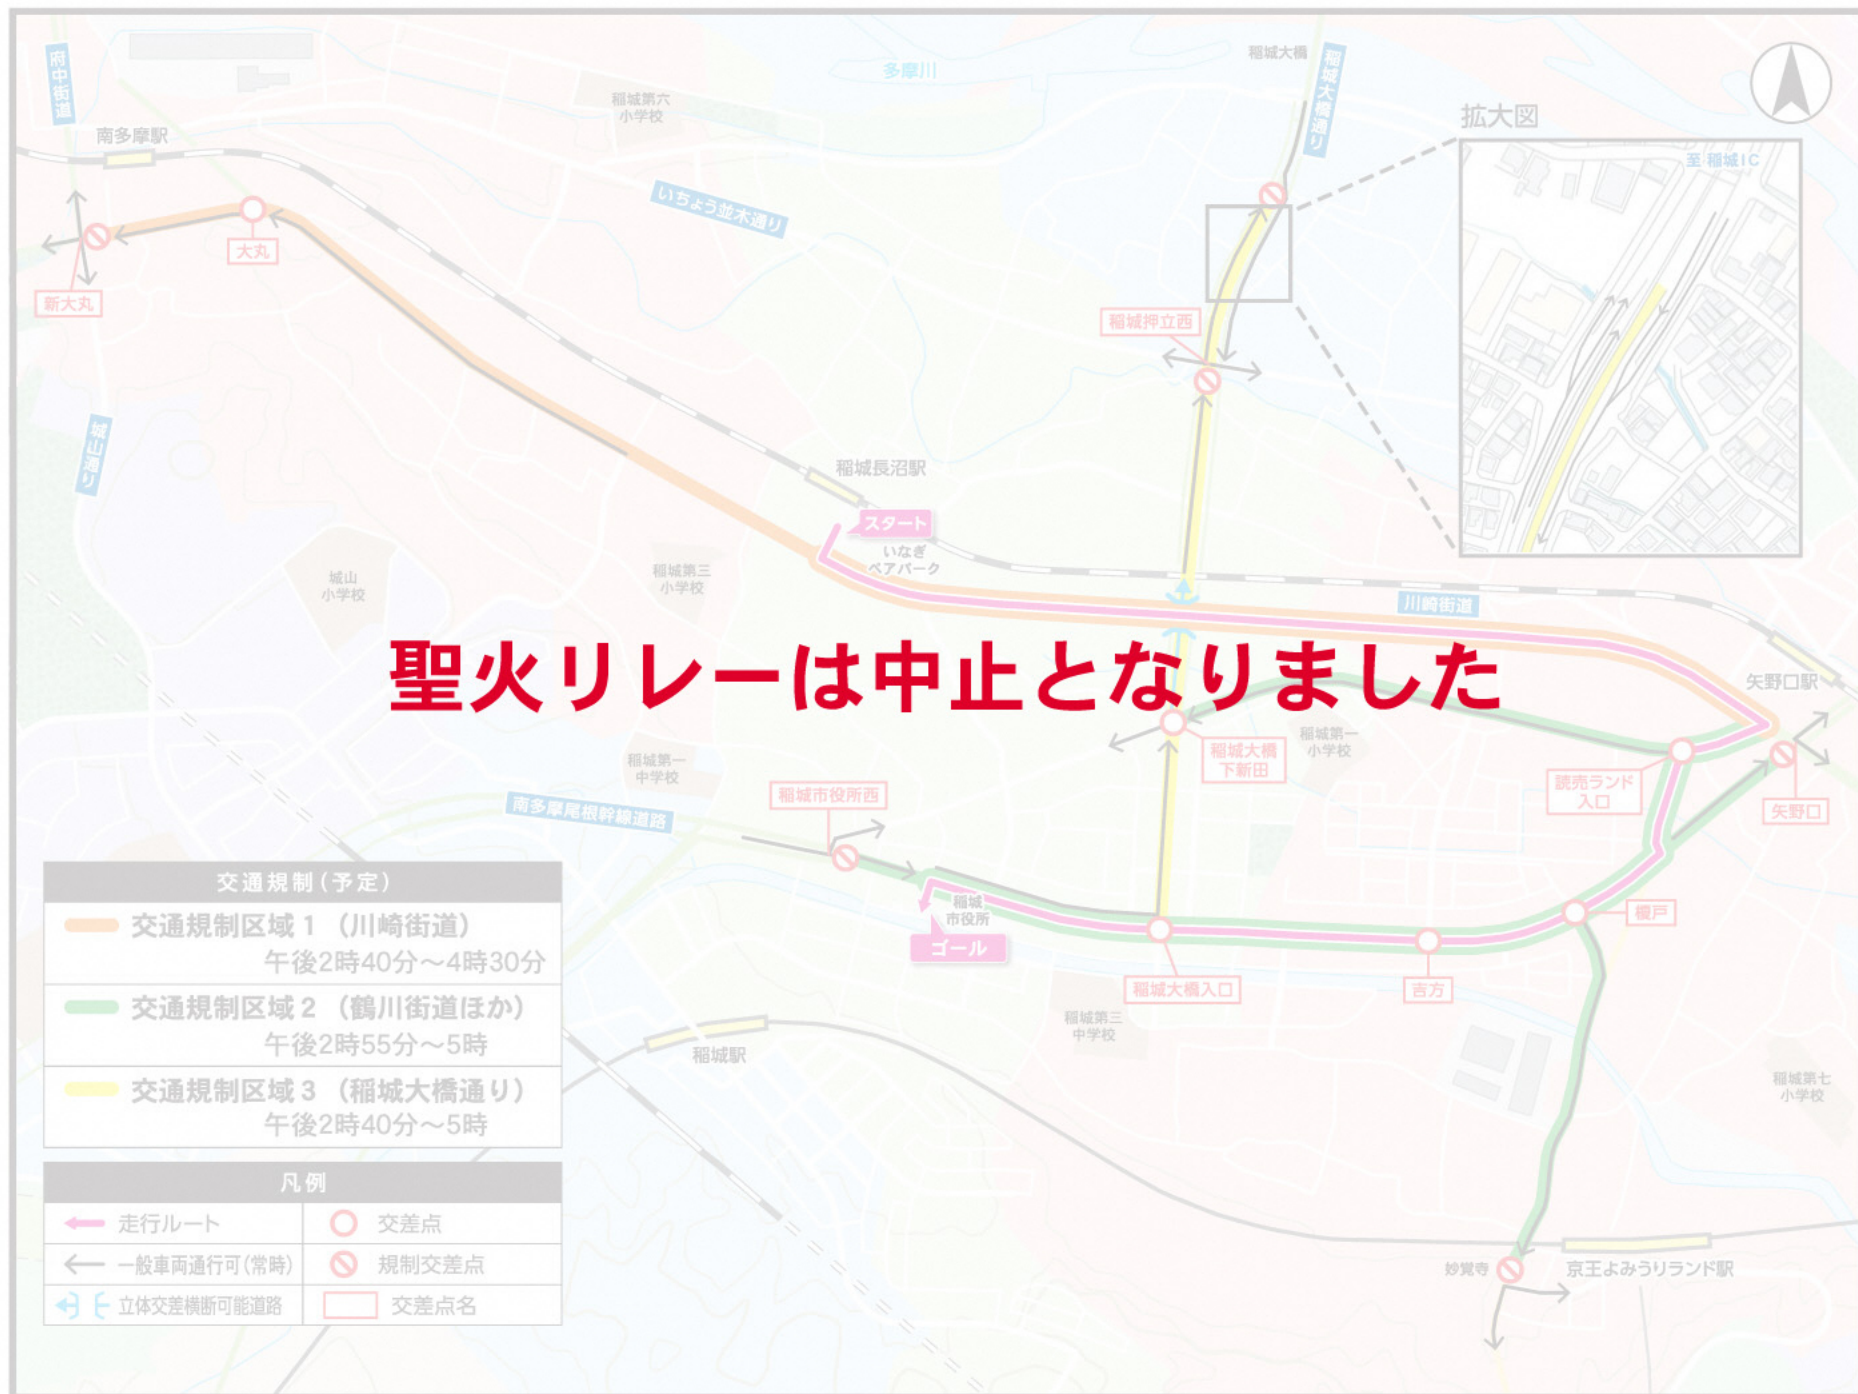 府中街道
南多摩駅
稲城第六
小学校
多摩川
稲城大橋
稲城大橋通り
拡大図
至 稲城IC
いちょう並木通り
大丸
新大丸
稲城押立西
城山通り
稲城長沼駅
スタート
いなぎ
ペアパーク
城山
小学校
稲城第三
小学校
川崎街道
聖火リレーは中止となりました
矢野口駅
稲城第一
小学校
稲城大橋
下新田
稲城第一
中学校
読売ランド
入口
矢野口
稲城市役所西
南多摩尾根幹線道路
稲城
市役所
ゴール
榎戸
稲城大橋入口
吉方
稲城第三
中学校
稲城駅
稲城第七
小学校
妙覚寺
京王よみうりランド駅
交通規制(予定)
交通規制区域1(川崎街道)
午後2時40分～4時30分
交通規制区域2(鶴川街道ほか)
午後2時55分～5時
交通規制区域3(稲城大橋通り)
午後2時40分～5時
凡例
走行ルート
交差点
一般車両通行可(常時)
規制交差点
立体交差横断可能道路
交差点名